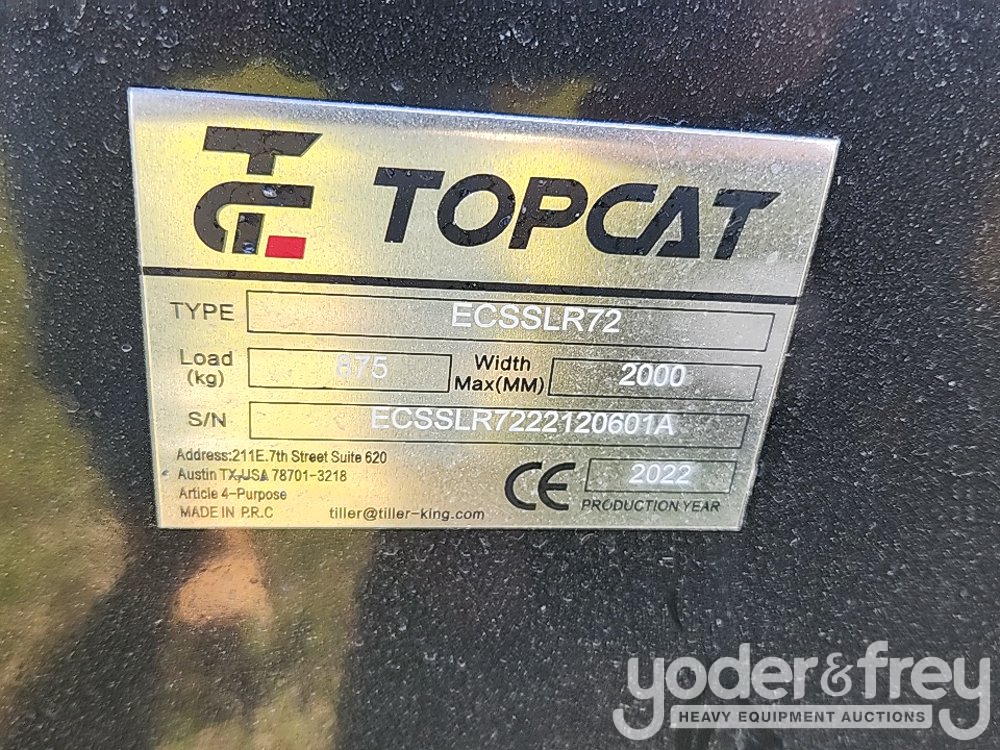 TC TOPCAT
TYPE ECSSLR72
Load (kg) 875 Width Max(MM) 2000
S/N ECSSLR7222120601A
Address:211E.7th Street Suite 620
Austin TX,USA 78701-3218
Article 4-Purpose
MADE IN P.R.C tiller@tiller-king.com
CE 2022
PRODUCTION YEAR
yoder&frey
HEAVY EQUIPMENT AUCTIONS